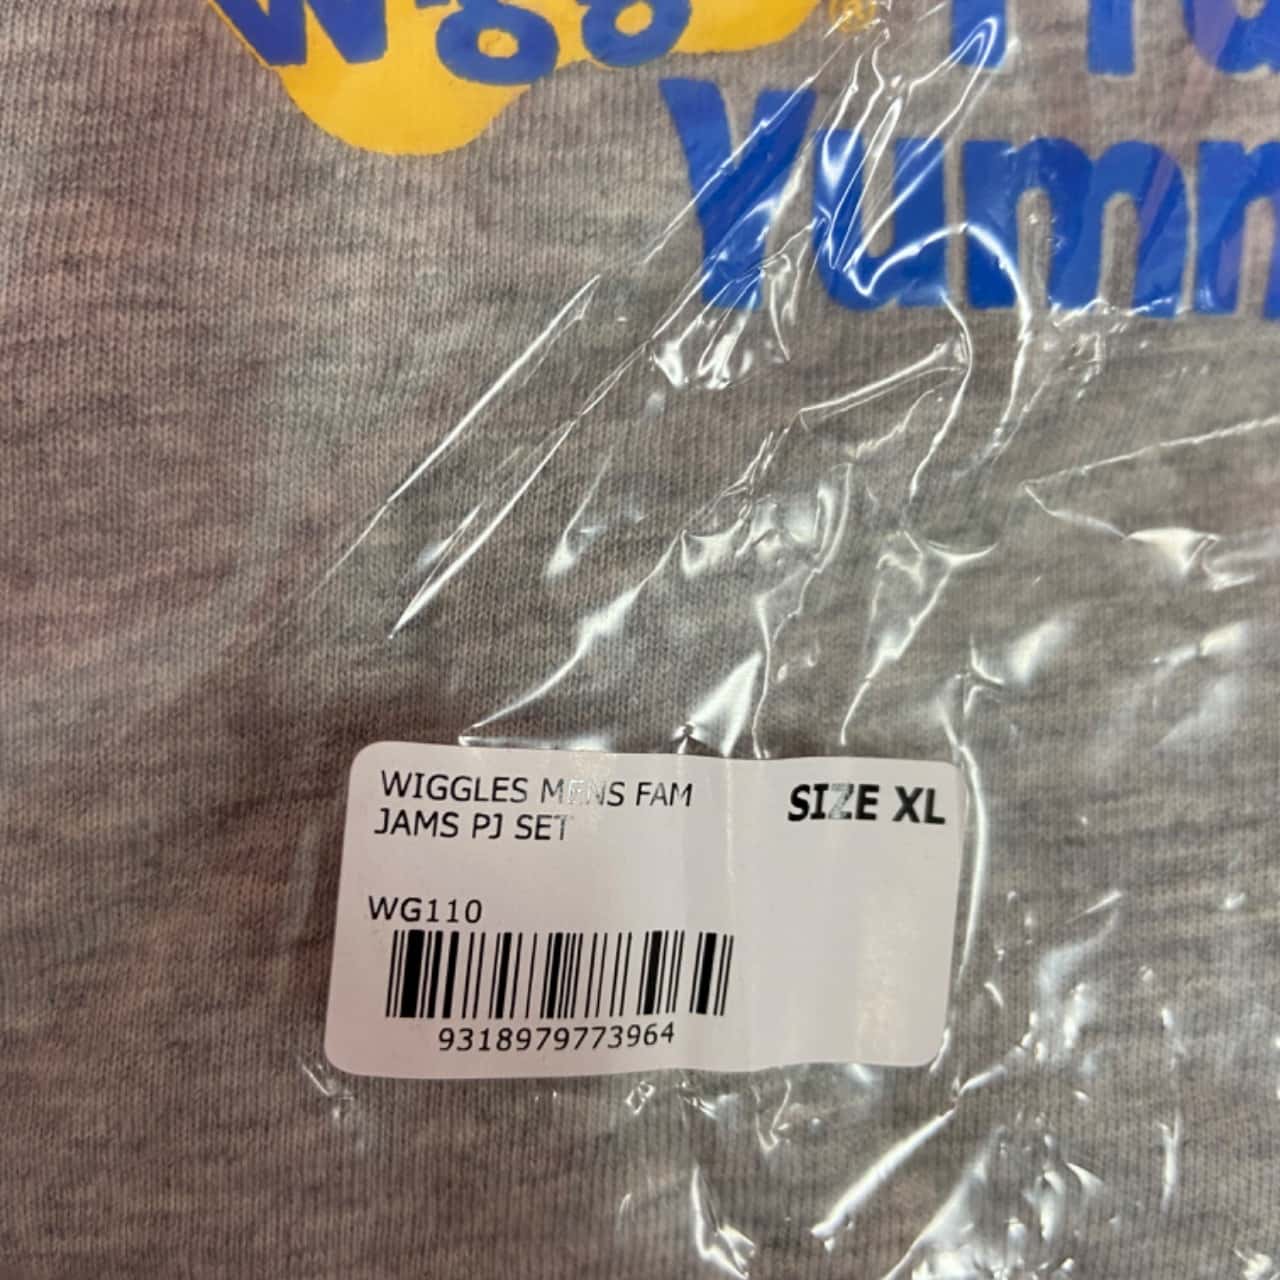 WIGGLES MENS FAM
JAMS PJ SET
SIZE XL
WG110
9318979773964